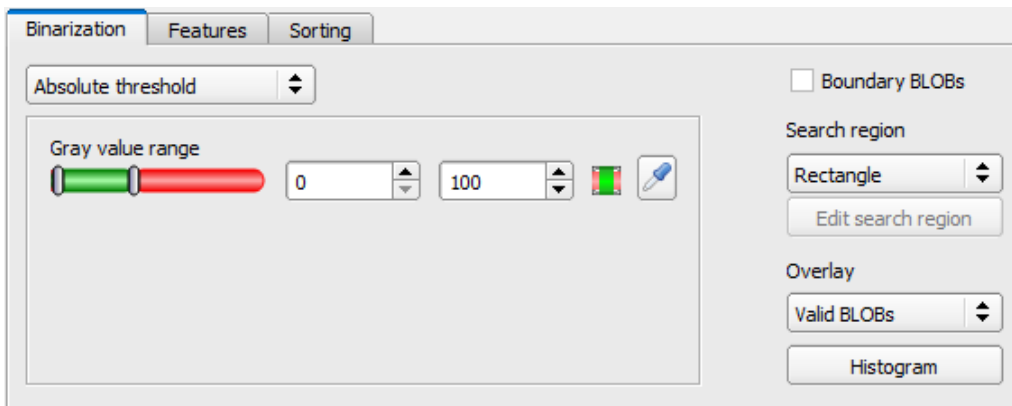 Binarization Features Sorting
Absolute threshold
Boundary BLOBs
Gray value range
0 100
Search region
Rectangle
Edit search region
Overlay
Valid BLOBs
Histogram